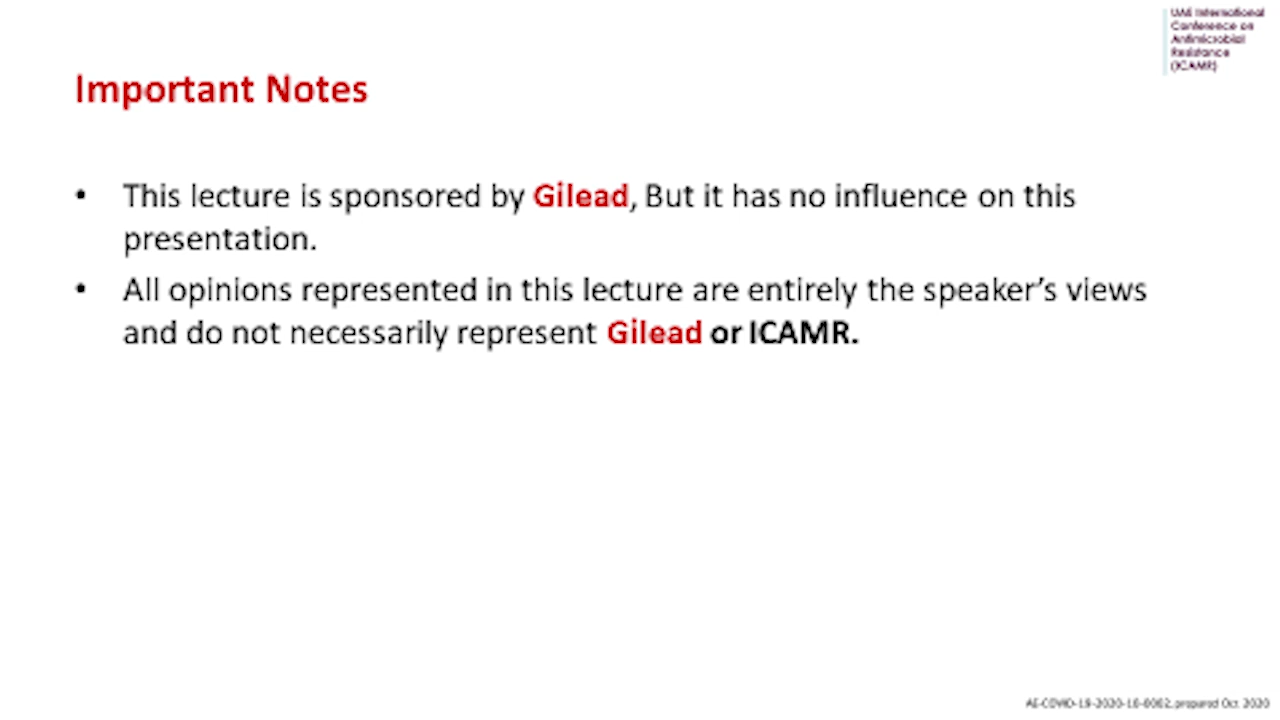 UAE International
Conference on
Antimicrobial
Resistance
(ICAMR)
Important Notes
• This lecture is sponsored by Gilead, But it has no influence on this
presentation.
• All opinions represented in this lecture are entirely the speaker’s views
and do not necessarily represent Gilead or ICAMR.
AE-COVID-19-2020-10-0002, prepared Oct 2020